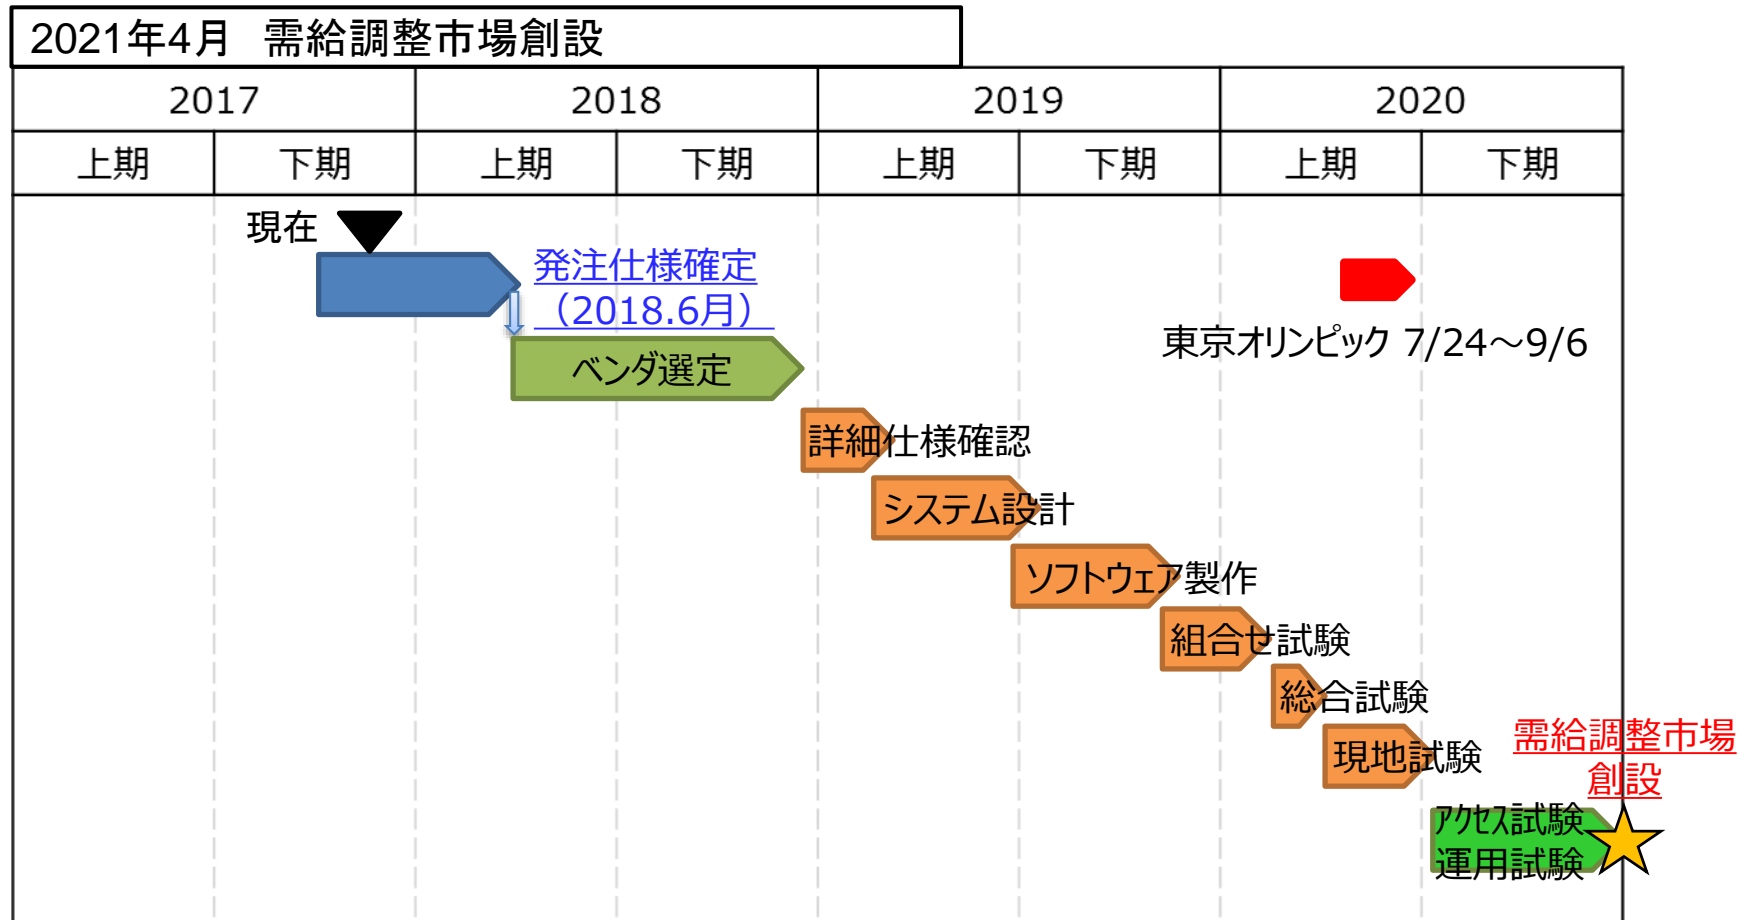 2021年4月　需給調整市場創設
2017 2018 2019 2020
上期 下期 上期 下期 上期 下期 上期 下期
現在
発注仕様確定
（2018.6月）
東京オリンピック 7/24～9/6
ベンダ選定
詳細仕様確認
システム設計
ソフトウェア製作
組合せ試験
総合試験
現地試験
需給調整市場
創設
アクセス試験
運用試験